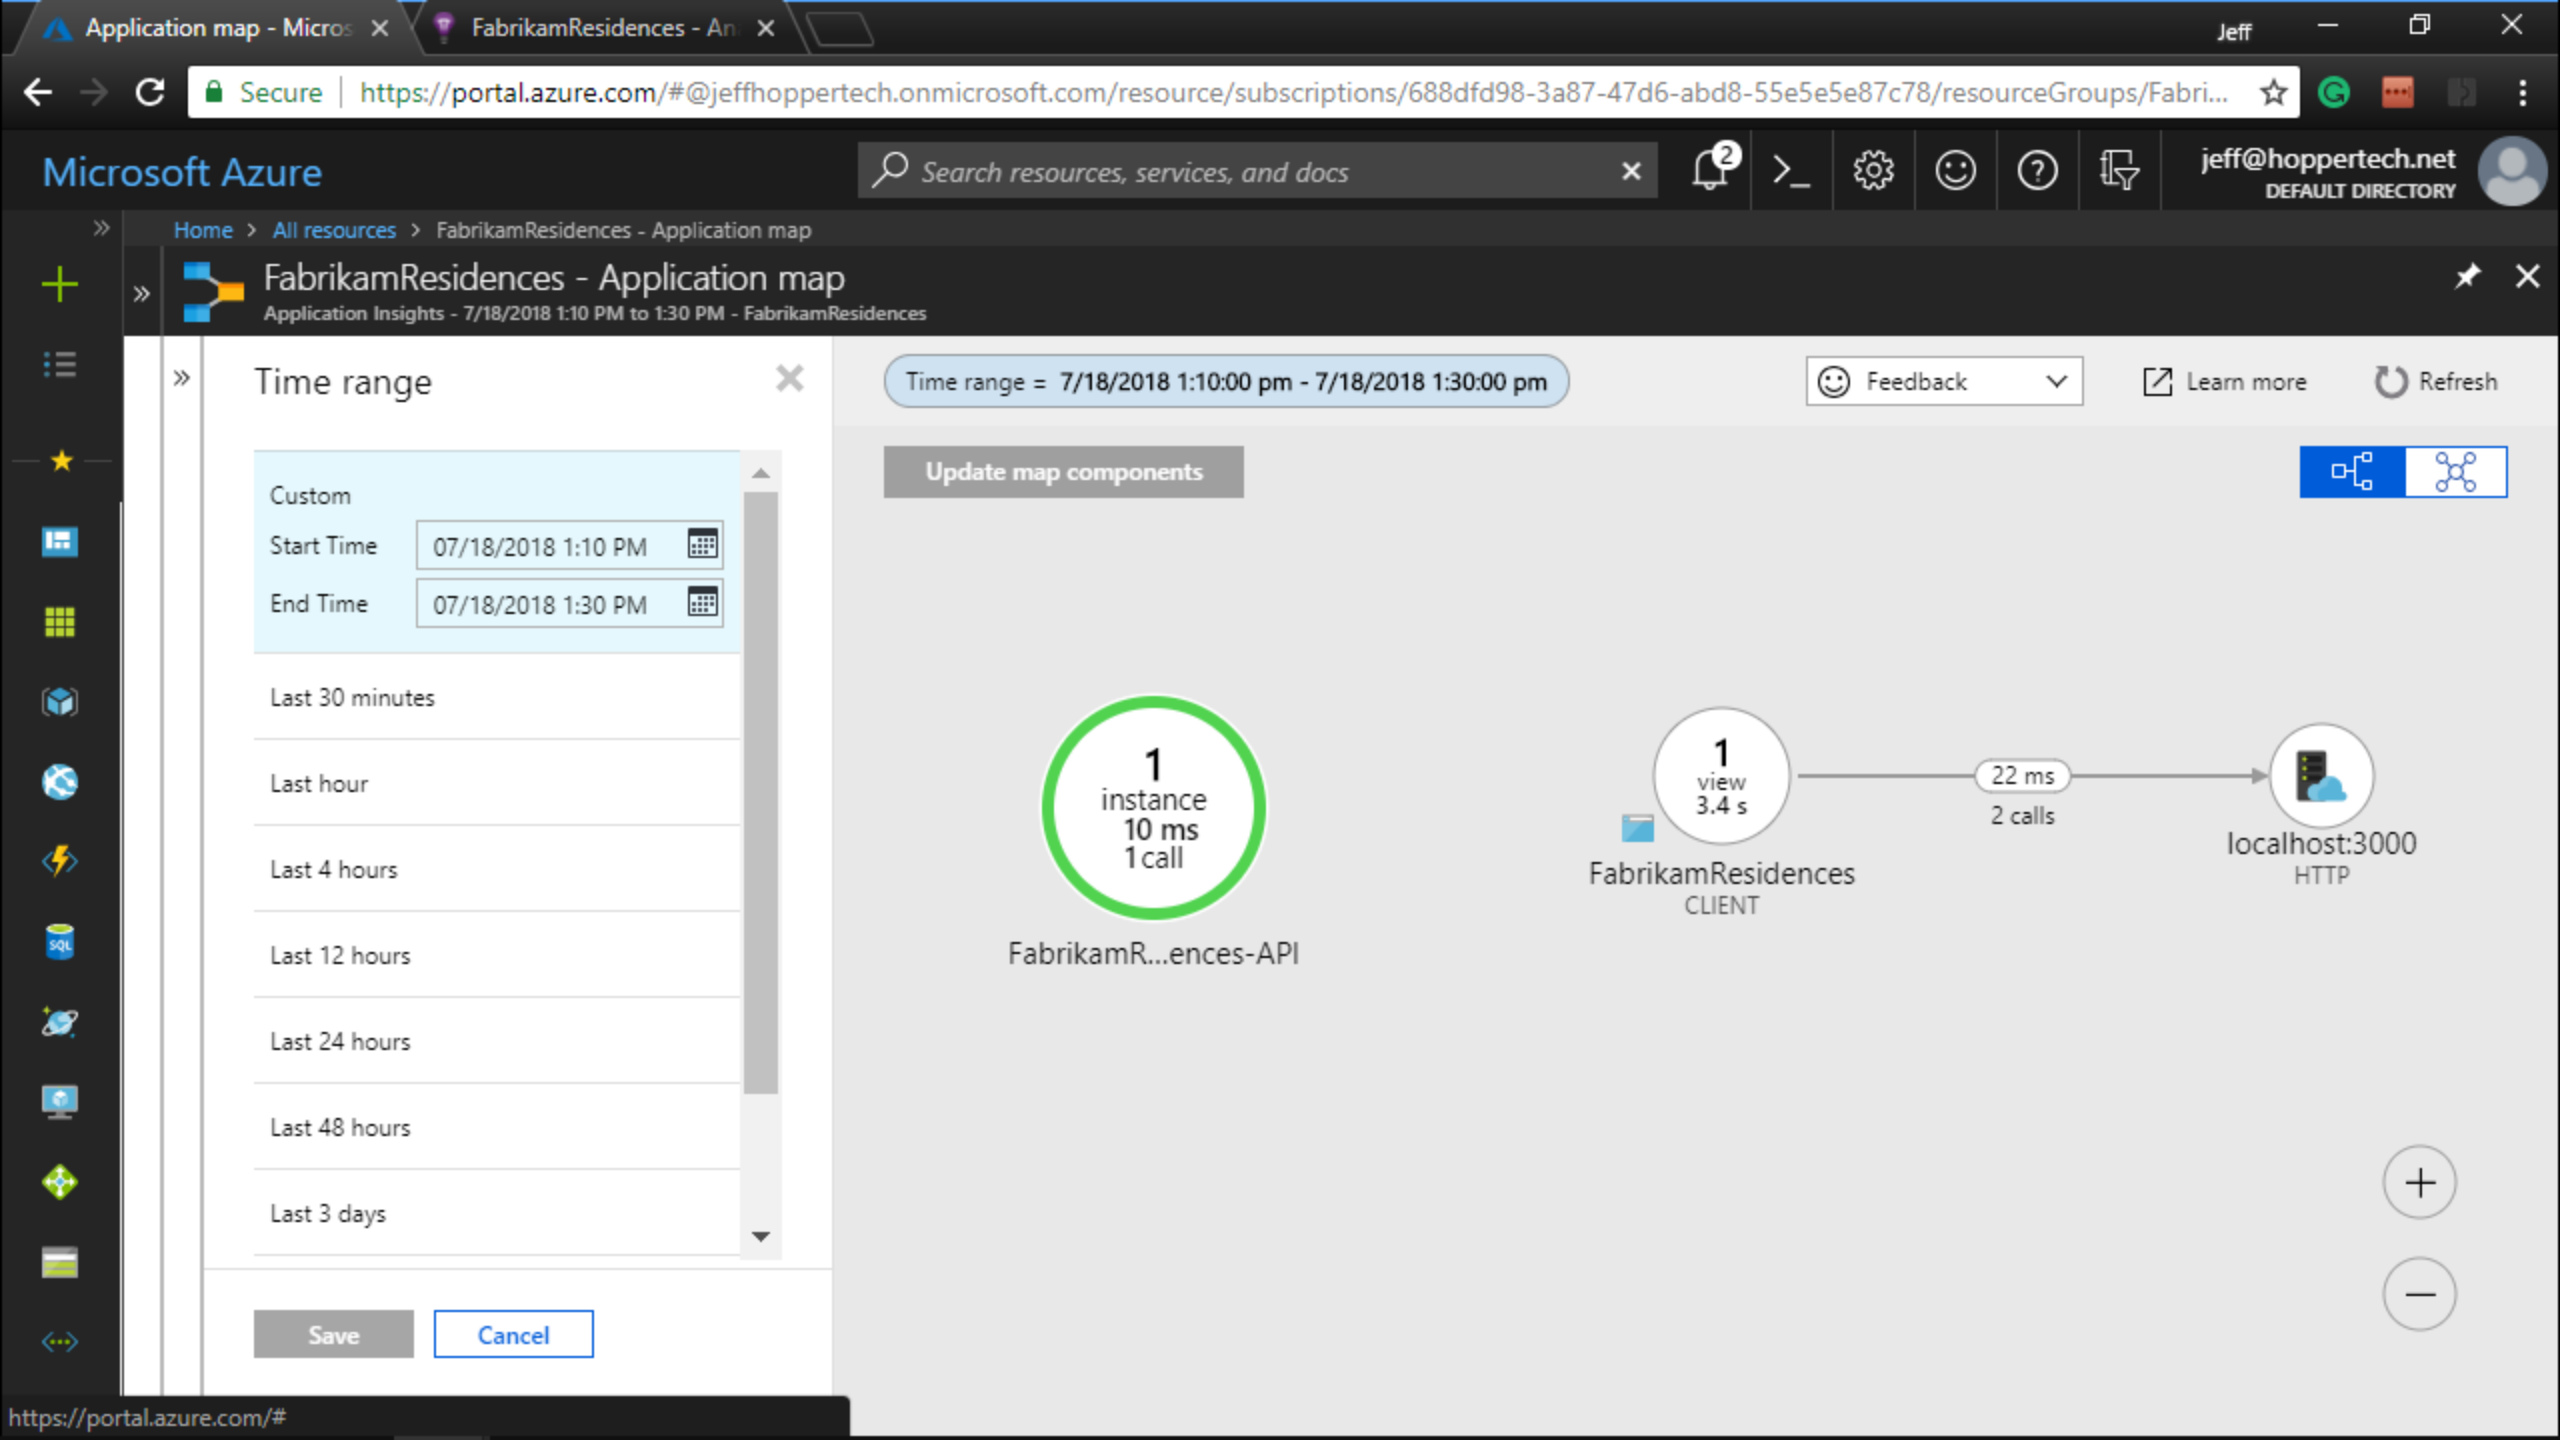 Application map - Micros
FabrikamResidences - An
Jeff
Secure
https://portal.azure.com/#@jeffhoppertech.onmicrosoft.com/resource/subscriptions/688dfd98-3a87-47d6-abd8-55e5e5e87c78/resourceGroups/Fabri...
Microsoft Azure
Search resources, services, and docs
2
jeff@hoppertech.net
DEFAULT DIRECTORY
Home > All resources > FabrikamResidences - Application map
FabrikamResidences - Application map
Application Insights - 7/18/2018 1:10 PM to 1:30 PM - FabrikamResidences
Time range
Custom
Start Time 07/18/2018 1:10 PM
End Time 07/18/2018 1:30 PM
Last 30 minutes
Last hour
Last 4 hours
Last 12 hours
Last 24 hours
Last 48 hours
Last 3 days
Save
Cancel
Time range = 7/18/2018 1:10:00 pm - 7/18/2018 1:30:00 pm
Feedback
Learn more
Refresh
Update map components
1
instance
10 ms
1 call
FabrikamR...ences-API
1
view
3.4 s
FabrikamResidences
CLIENT
22 ms
2 calls
localhost:3000
HTTP
SQL
https://portal.azure.com/#